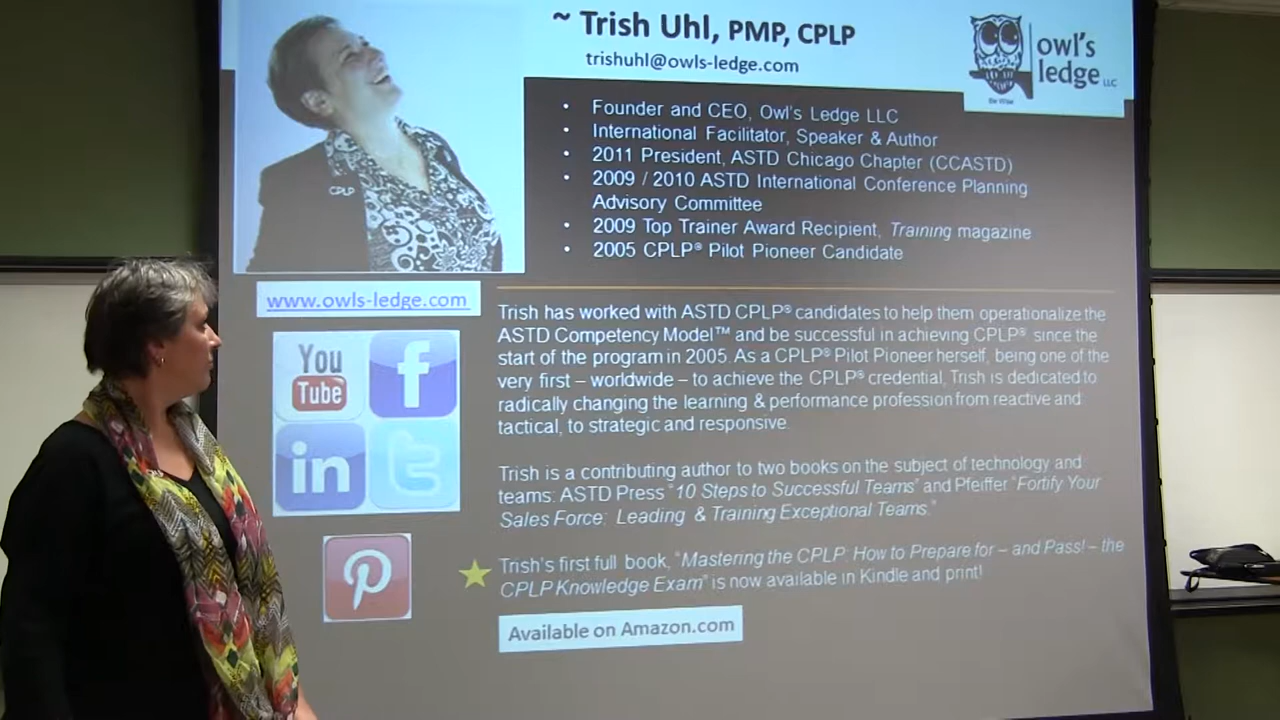 ~ Trish Uhl, PMP, CPLP
trishuhl@owls-ledge.com
owl's
ledge LLC
Be Wise
CPLP
• Founder and CEO, Owl's Ledge LLC
• International Facilitator, Speaker & Author
• 2011 President, ASTD Chicago Chapter (CCASTD)
• 2009 / 2010 ASTD International Conference Planning
Advisory Committee
• 2009 Top Trainer Award Recipient, Training magazine
• 2005 CPLP® Pilot Pioneer Candidate
www.owls-ledge.com
You
Tube
f
in
t
P
Trish has worked with ASTD CPLP® candidates to help them operationalize the
ASTD Competency Model™ and be successful in achieving CPLP® since the
start of the program in 2005. As a CPLP® Pilot Pioneer herself, being one of the
very first – worldwide – to achieve the CPLP® credential, Trish is dedicated to
radically changing the learning & performance profession from reactive and
tactical, to strategic and responsive.
Trish is a contributing author to two books on the subject of technology and
teams: ASTD Press "10 Steps to Successful Teams" and Pfeiffer "Fortify Your
Sales Force: Leading & Training Exceptional Teams."
Trish's first full book, "Mastering the CPLP: How to Prepare for – and Pass! – the
CPLP Knowledge Exam" is now available in Kindle and print!
Available on Amazon.com